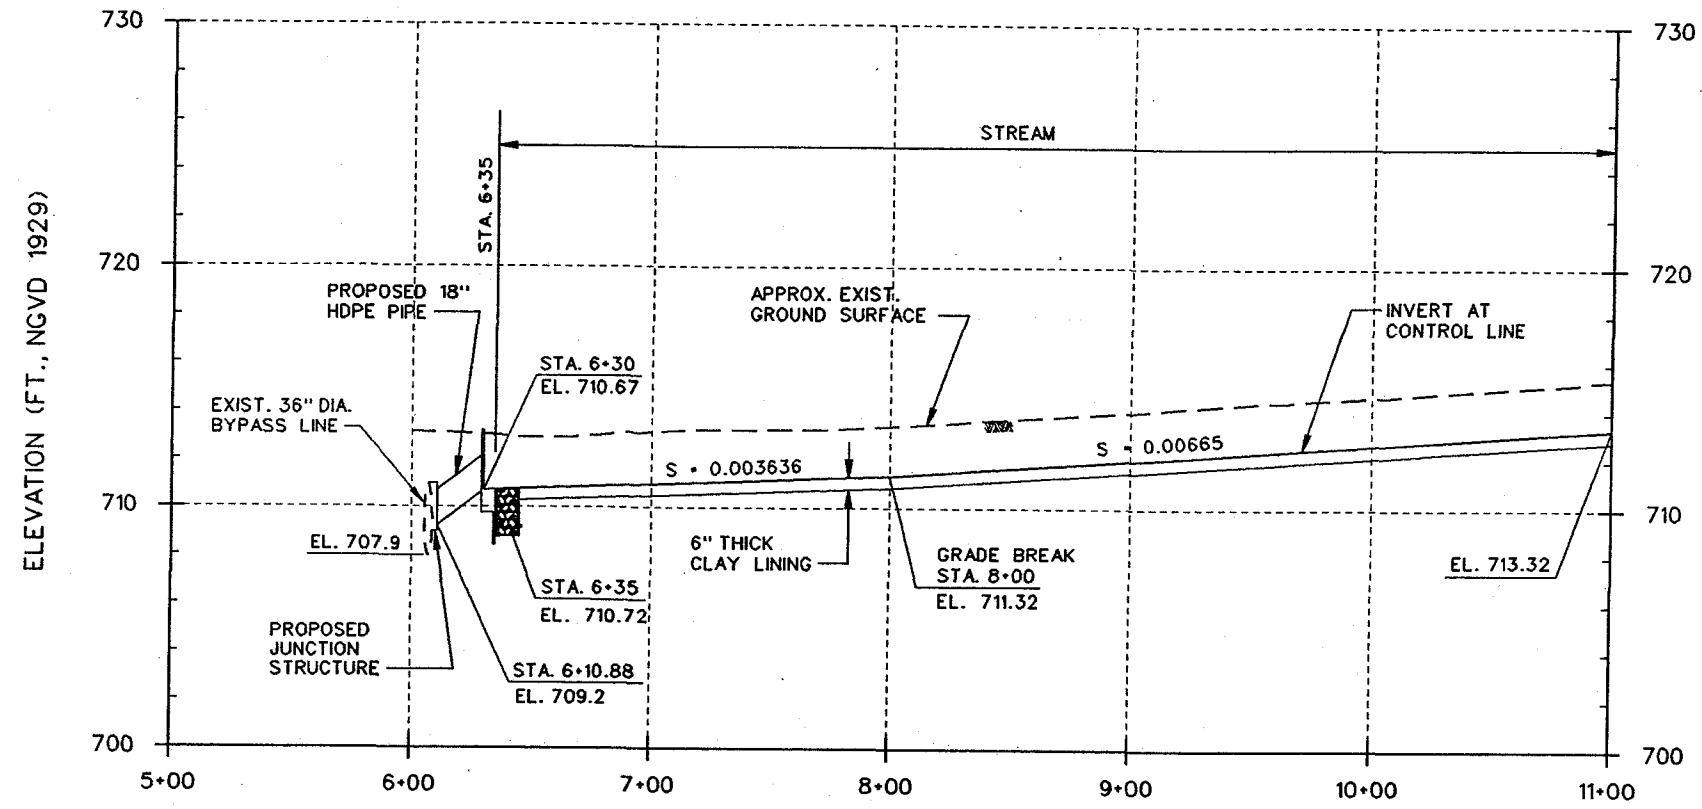 730
730
STREAM
STA. 6+35
ELEVATION (FT., NGVD 1929)
720
720
PROPOSED 18"
HDPE PIPE
APPROX. EXIST.
GROUND SURFACE
INVERT AT
CONTROL LINE
STA. 6+30
EL. 710.67
EXIST. 36" DIA.
BYPASS LINE
S = 0.003636
S = 0.00665
710
710
EL. 707.9
6" THICK
CLAY LINING
GRADE BREAK
STA. 8+00
EL. 711.32
EL. 713.32
STA. 6+35
EL. 710.72
PROPOSED
JUNCTION
STRUCTURE
STA. 6+10.88
EL. 709.2
700
700
5+00
6+00
7+00
8+00
9+00
10+00
11+00